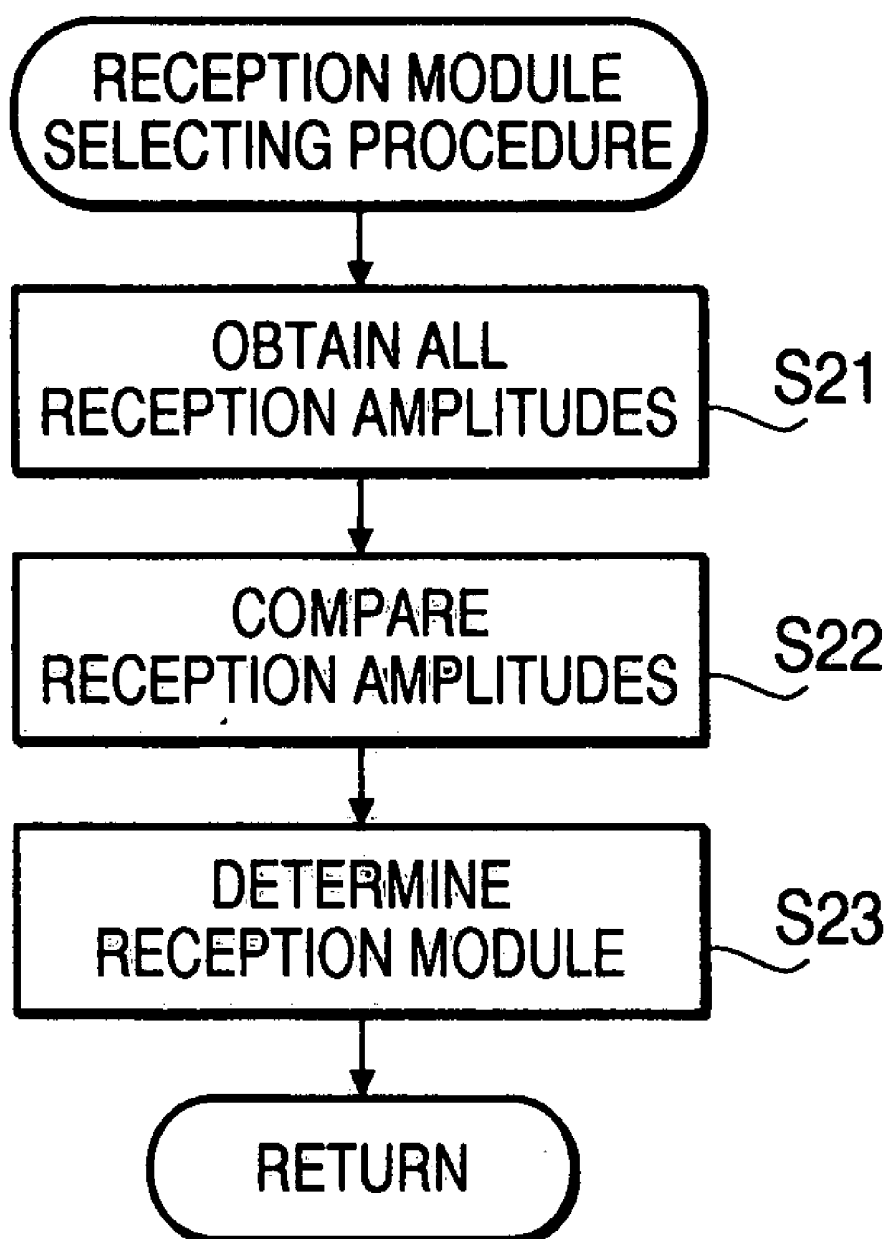 RECEPTION MODULE
SELECTING PROCEDURE
OBTAIN ALL
RECEPTION AMPLITUDES
S21
COMPARE
RECEPTION AMPLITUDES
S22
DETERMINE
RECEPTION MODULE
S23
RETURN